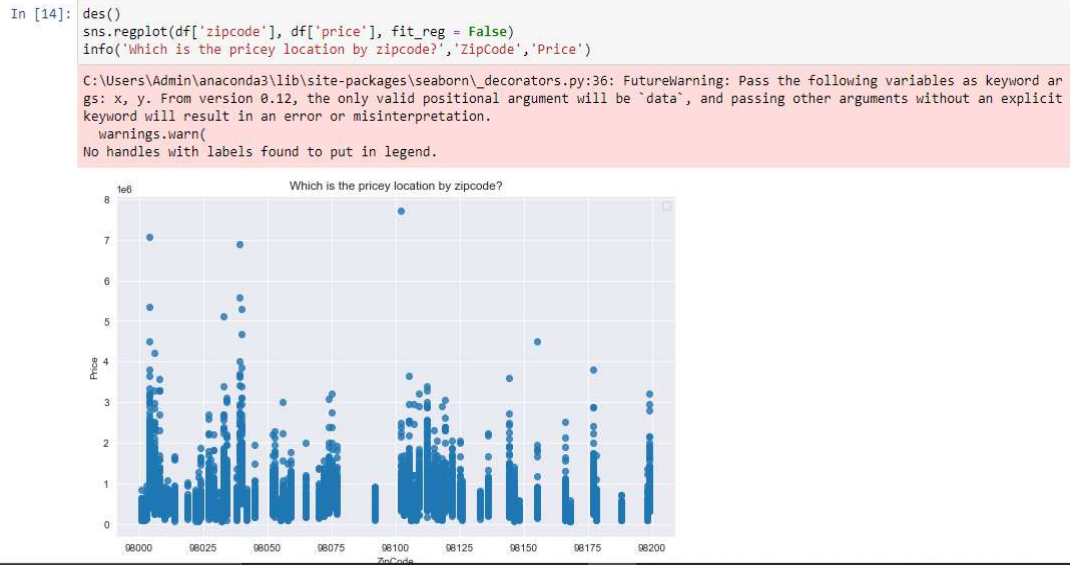 In [14]: des()
sns.regplot(df['zipcode'], df['price'], fit_reg = False)
info('Which is the pricey location by zipcode?','ZipCode','Price')
C:\Users\Admin\anaconda3\lib\site-packages\seaborn\_decorators.py:36: FutureWarning: Pass the following variables as keyword ar
gs: x, y. From version 0.12, the only valid positional argument will be `data`, and passing other arguments without an explicit
keyword will result in an error or misinterpretation.
warnings.warn(
No handles with labels found to put in legend.
Which is the pricey location by zipcode?
1e6
8
7
6
5
4
3
2
1
0
Price
98000 98025 98050 98075 98100 98125 98150 98175 98200
ZipCode